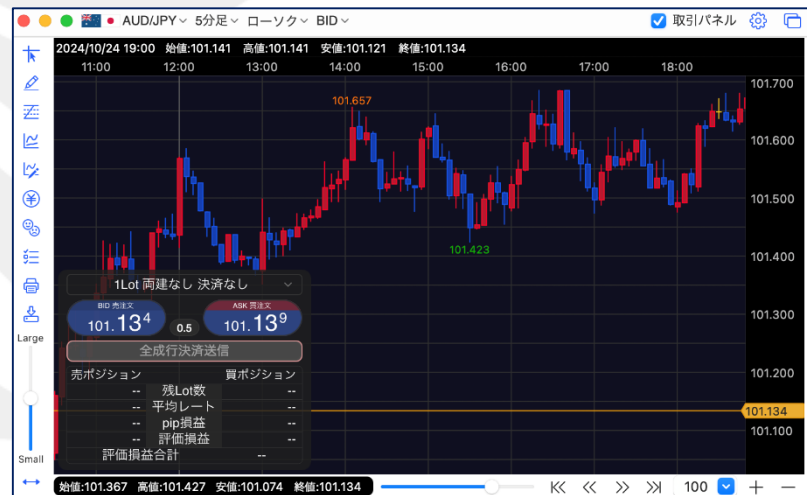 AUD/JPY 5分足 ローソク BID 取引パネル
2024/10/24 19:00 始値:101.141 高値:101.141 安値:101.121 終値:101.134
11:00 12:00 13:00 14:00 15:00 16:00 17:00 18:00
101.700
101.657
101.600
101.500
101.423
101.400
1Lot 両建なし 決済なし
BID 売注文 ASK 買注文
101.134 0.5 101.139
101.300
全成行決済送信
Large
売ポジション 買ポジション
101.200
-- 残Lot数 --
-- 平均レート --
101.134
-- pip損益 --
101.100
-- 評価損益 --
評価損益合計 --
Small
始値:101.367 高値:101.427 安値:101.074 終値:101.134 100